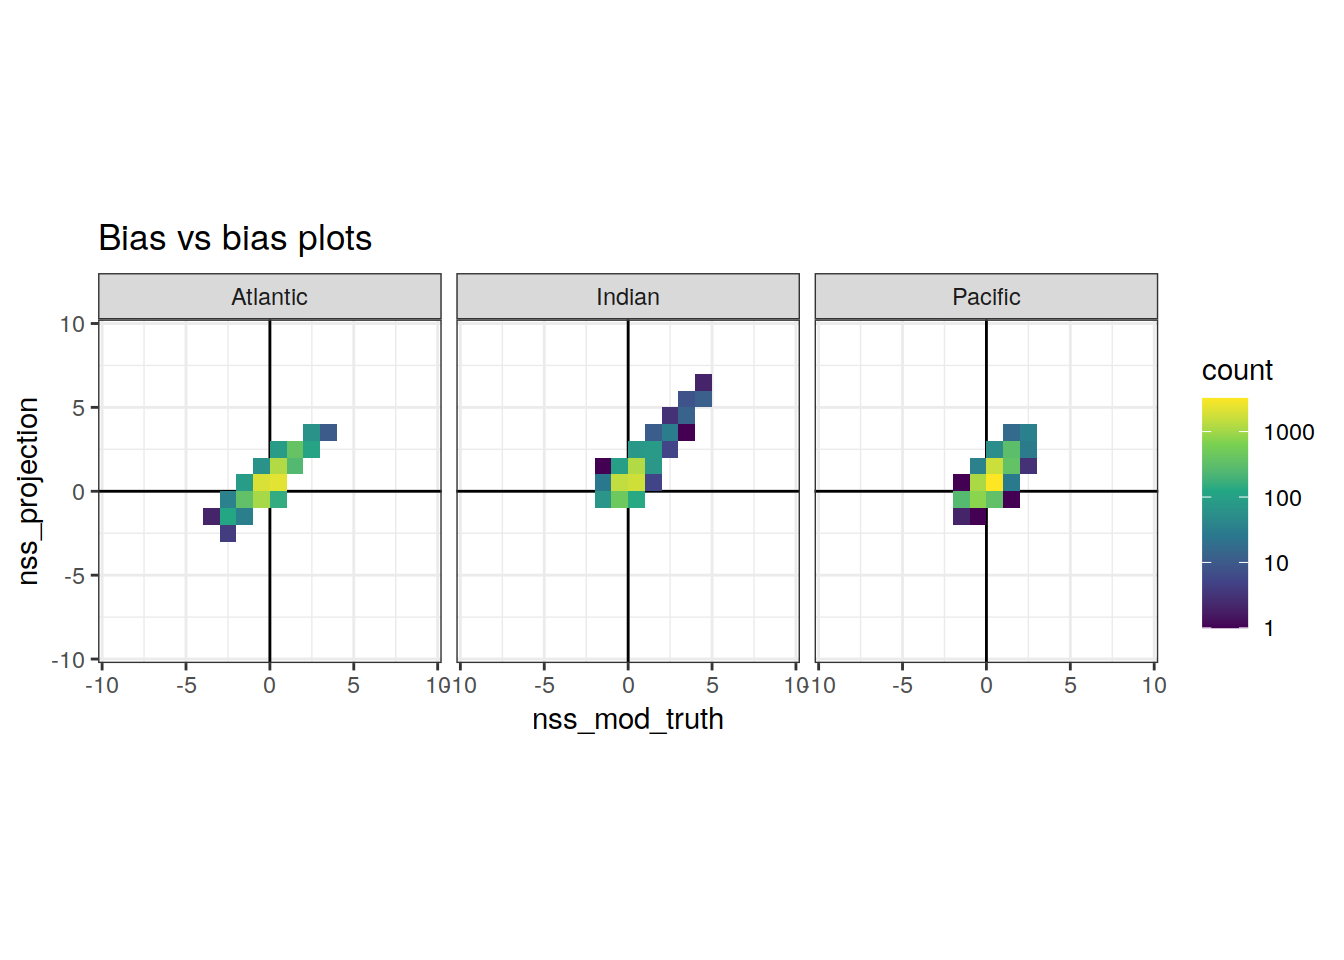 Bias vs bias plots
Atlantic Indian Pacific
10
5
0
-5
-10
nss_projection
-10 -5 0 5 10 -10 -5 0 5 10 -10 -5 0 5 10
nss_mod_truth
count
1000
100
10
1